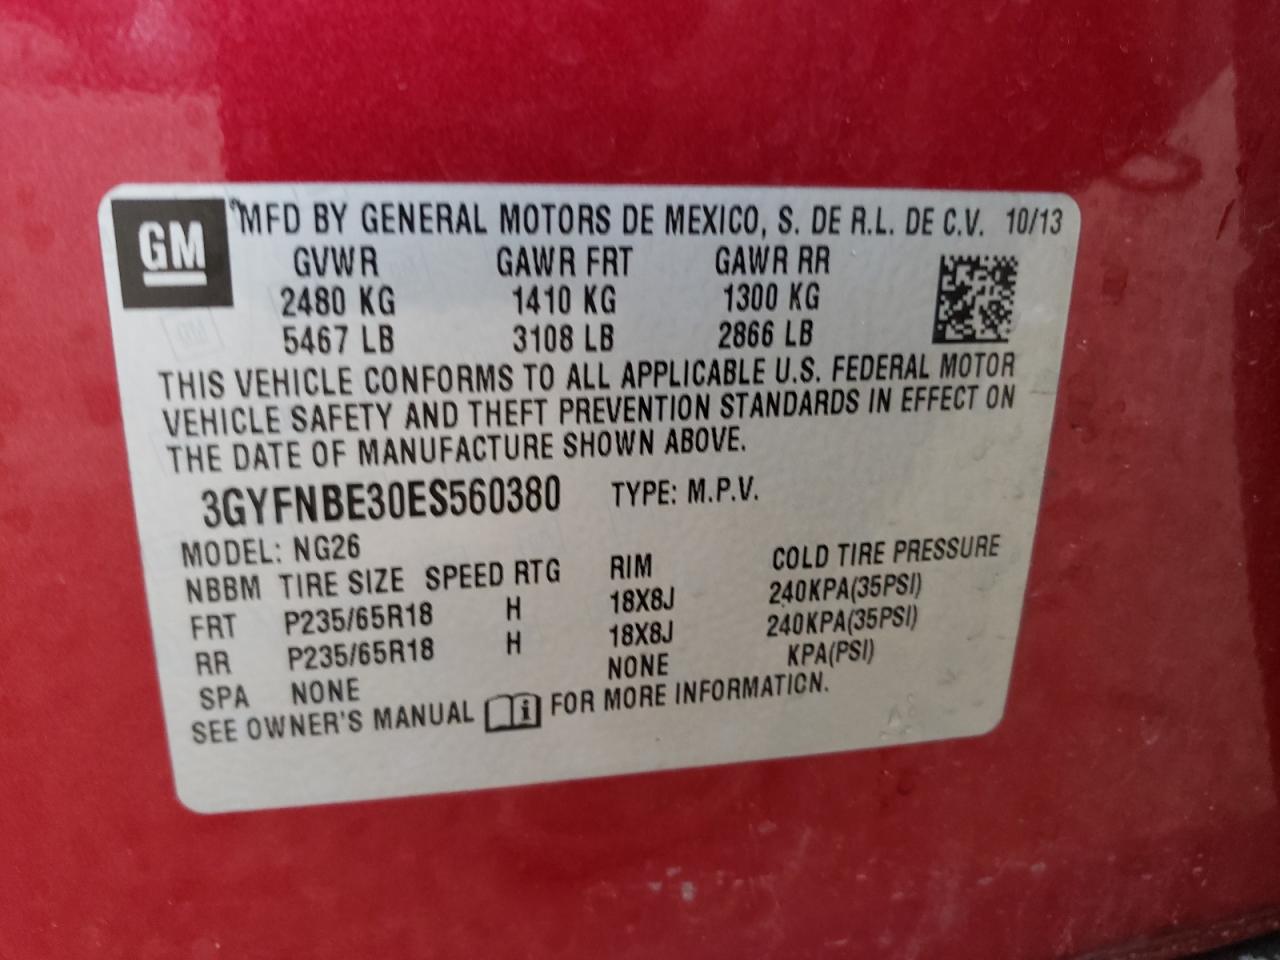 GM
MFD BY GENERAL MOTORS DE MEXICO, S. DE R.L. DE C.V. 10/13
GVWR GAWR FRT GAWR RR
2480 KG 1410 KG 1300 KG
5467 LB 3108 LB 2866 LB
THIS VEHICLE CONFORMS TO ALL APPLICABLE U.S. FEDERAL MOTOR
VEHICLE SAFETY AND THEFT PREVENTION STANDARDS IN EFFECT ON
THE DATE OF MANUFACTURE SHOWN ABOVE.
3GYFNBE30ES560380 TYPE: M.P.V.
MODEL: NG26
NBBM TIRE SIZE SPEED RTG RIM COLD TIRE PRESSURE
FRT P235/65R18 H 18X8J 240KPA(35PSI)
RR P235/65R18 H 18X8J 240KPA(35PSI)
SPA NONE NONE KPA(PSI)
SEE OWNER'S MANUAL i FOR MORE INFORMATION.